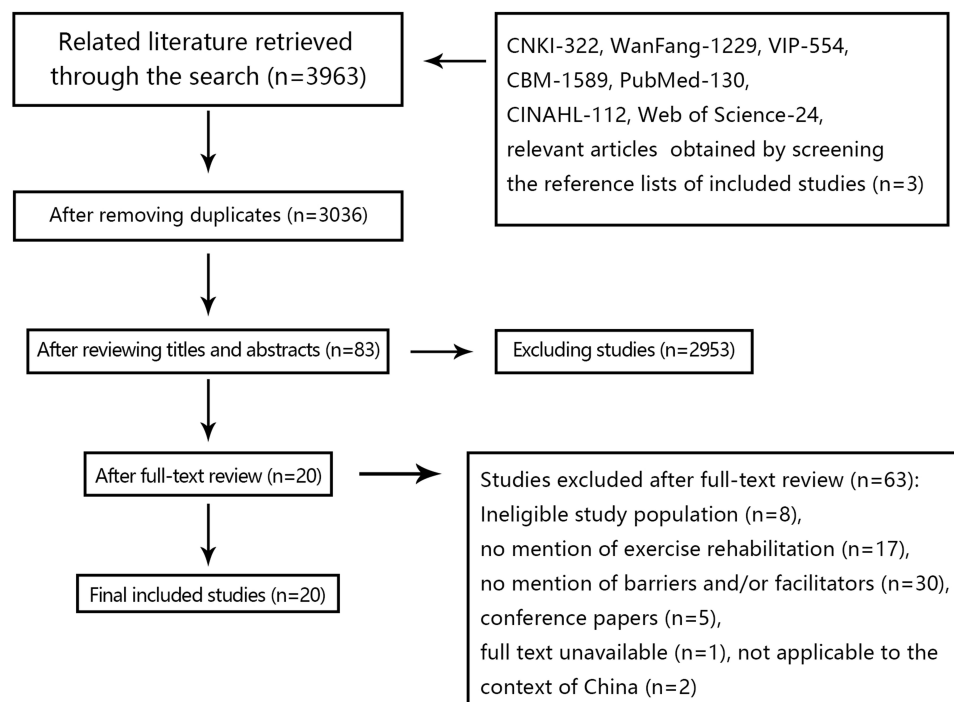 Related literature retrieved
through the search (n=3963)
CNKI-322, WanFang-1229, VIP-554,
CBM-1589, PubMed-130,
CINAHL-112, Web of Science-24,
relevant articles obtained by screening
the reference lists of included studies (n=3)
After removing duplicates (n=3036)
After reviewing titles and abstracts (n=83)
Excluding studies (n=2953)
After full-text review (n=20)
Studies excluded after full-text review (n=63):
Ineligible study population (n=8),
no mention of exercise rehabilitation (n=17),
no mention of barriers and/or facilitators (n=30),
conference papers (n=5),
full text unavailable (n=1), not applicable to the
context of China (n=2)
Final included studies (n=20)